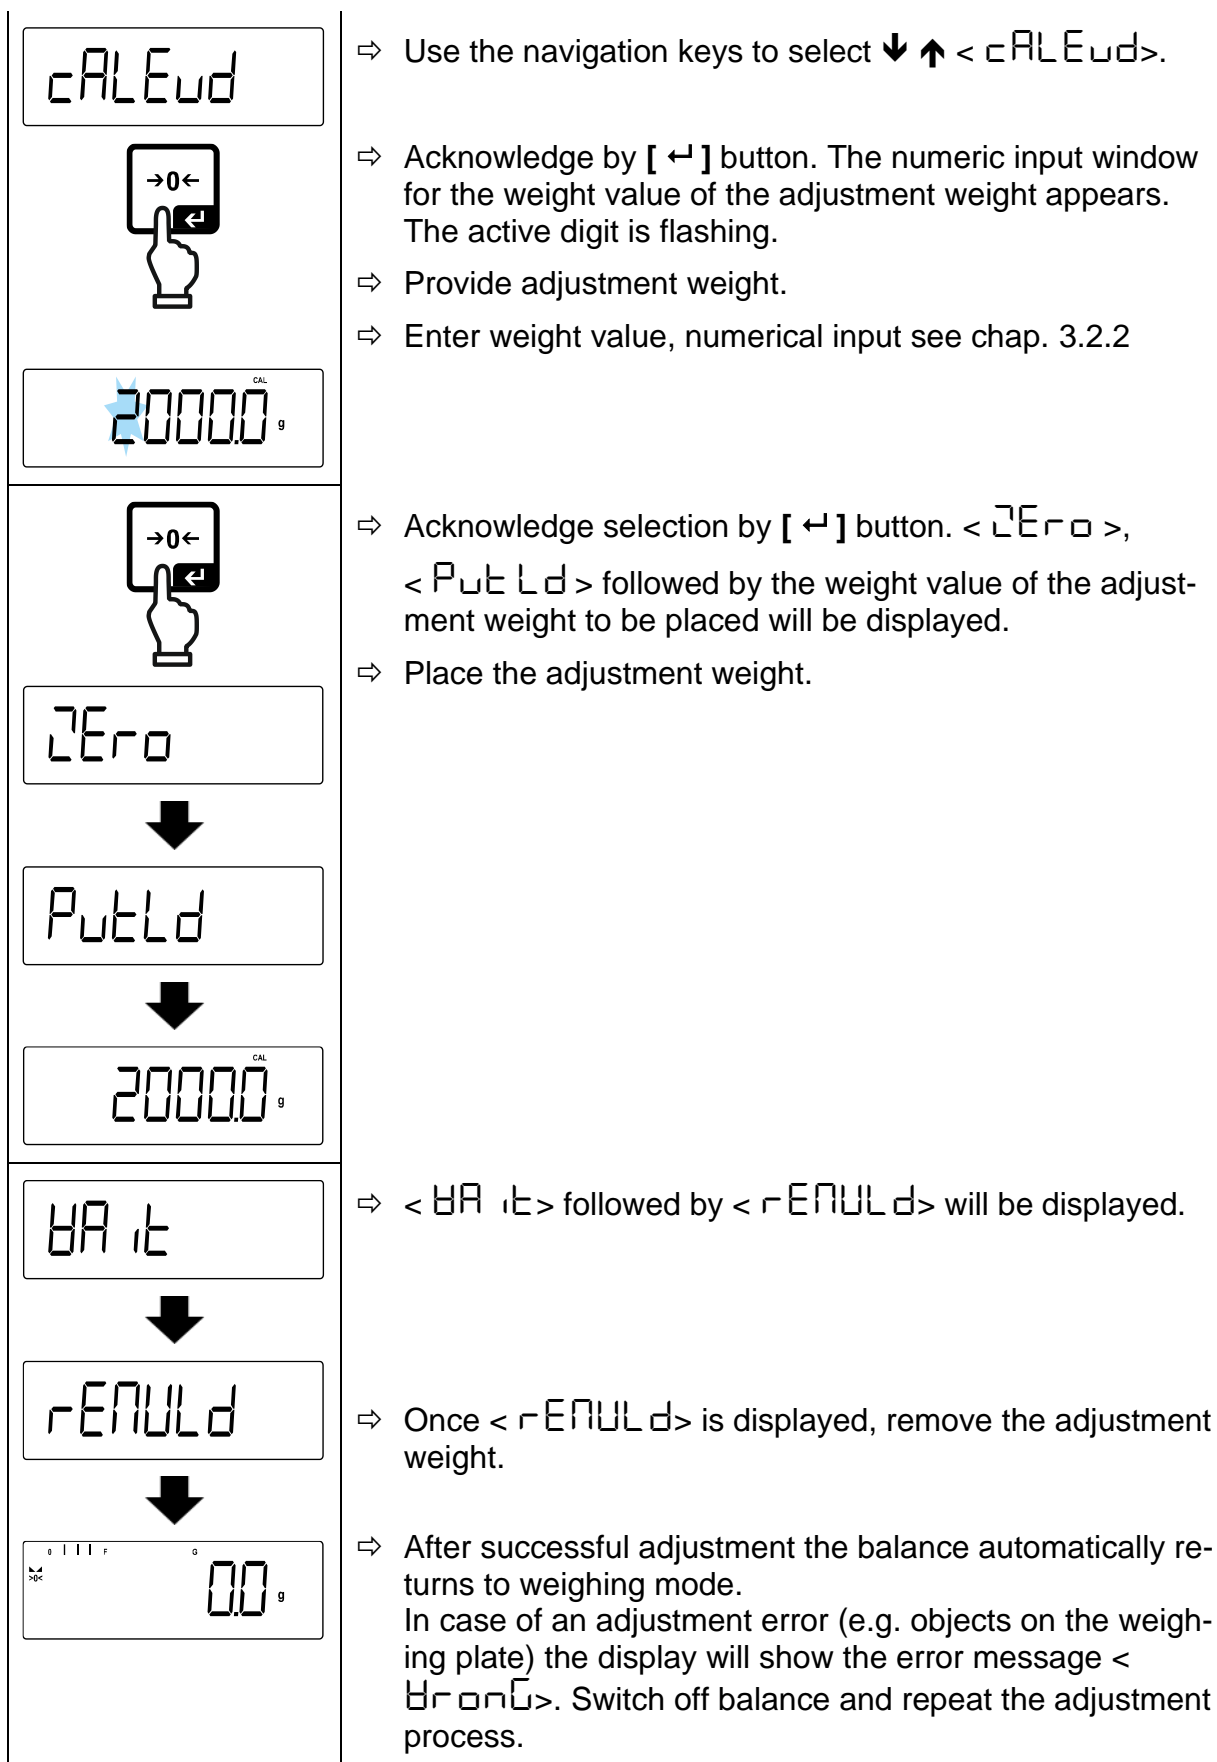 cALEud
⇨ Use the navigation keys to select 🡻 🡹 < cALEud>.
→0←
⇨ Acknowledge by [ ↵ ] button. The numeric input window
for the weight value of the adjustment weight appears.
The active digit is flashing.
⇨ Provide adjustment weight.
⇨ Enter weight value, numerical input see chap. 3.2.2
CAL
2000.0 g
→0←
⇨ Acknowledge selection by [ ↵ ] button. < ZEro >,
< PutLd > followed by the weight value of the adjust-
ment weight to be placed will be displayed.
⇨ Place the adjustment weight.
ZEro
PutLd
CAL
2000.0 g
WAit
⇨ < WAit> followed by < rEMULd> will be displayed.
rEMULd
⇨ Once < rEMULd> is displayed, remove the adjustment
weight.
0 F G
>0< 0.0 g
⇨ After successful adjustment the balance automatically re-
turns to weighing mode.
In case of an adjustment error (e.g. objects on the weigh-
ing plate) the display will show the error message <
WronG>. Switch off balance and repeat the adjustment
process.